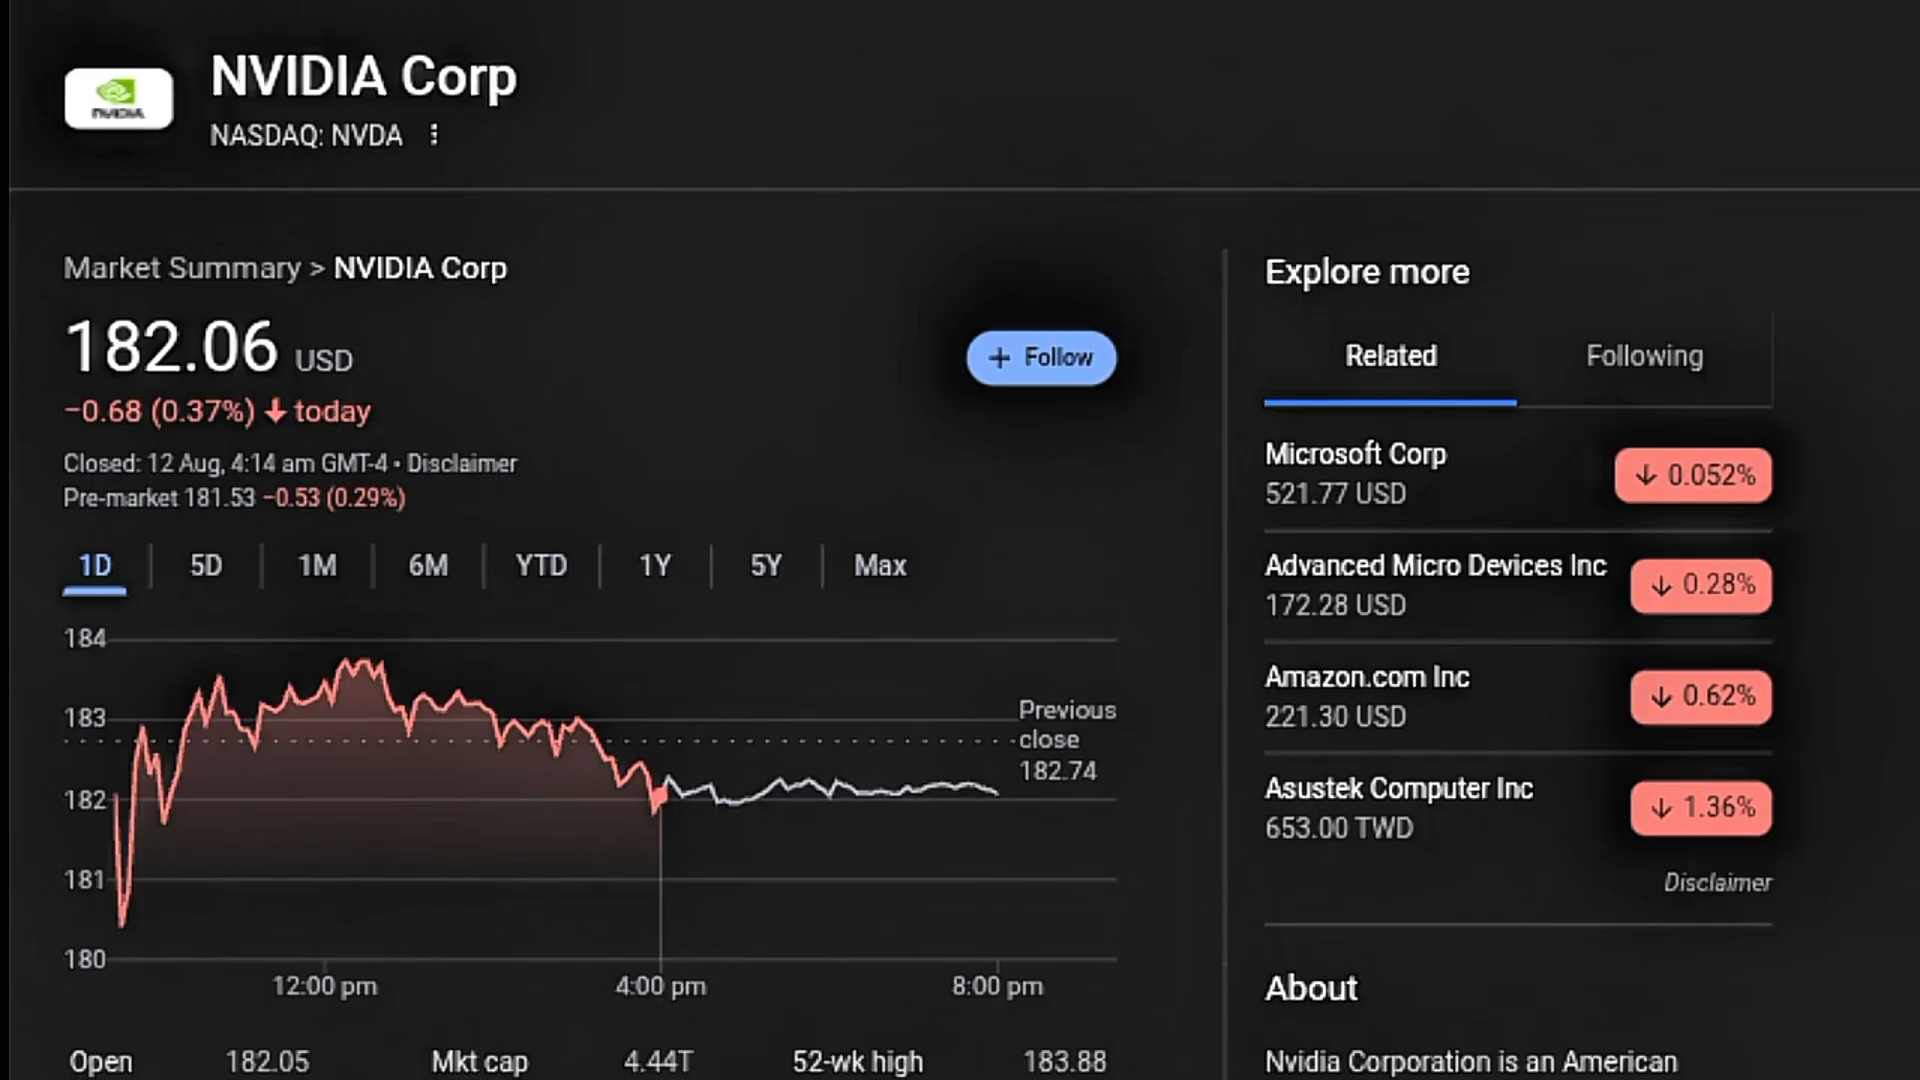 NVIDIA Corp
NVIDIA
NASDAQ: NVDA
Market Summary > NVIDIA Corp
182.06 USD
+ Follow
−0.68 (0.37%) ↓ today
Closed: 12 Aug, 4:14 am GMT-4 • Disclaimer
Pre-market 181.53 −0.53 (0.29%)
1D 5D 1M 6M YTD 1Y 5Y Max
184
183
182
181
180
Previous
close
182.74
12:00 pm 4:00 pm 8:00 pm
Open 182.05 Mkt cap 4.44T 52-wk high 183.88
Explore more
Related Following
Microsoft Corp
521.77 USD
↓ 0.052%
Advanced Micro Devices Inc
172.28 USD
↓ 0.28%
Amazon.com Inc
221.30 USD
↓ 0.62%
Asustek Computer Inc
653.00 TWD
↓ 1.36%
Disclaimer
About
Nvidia Corporation is an American